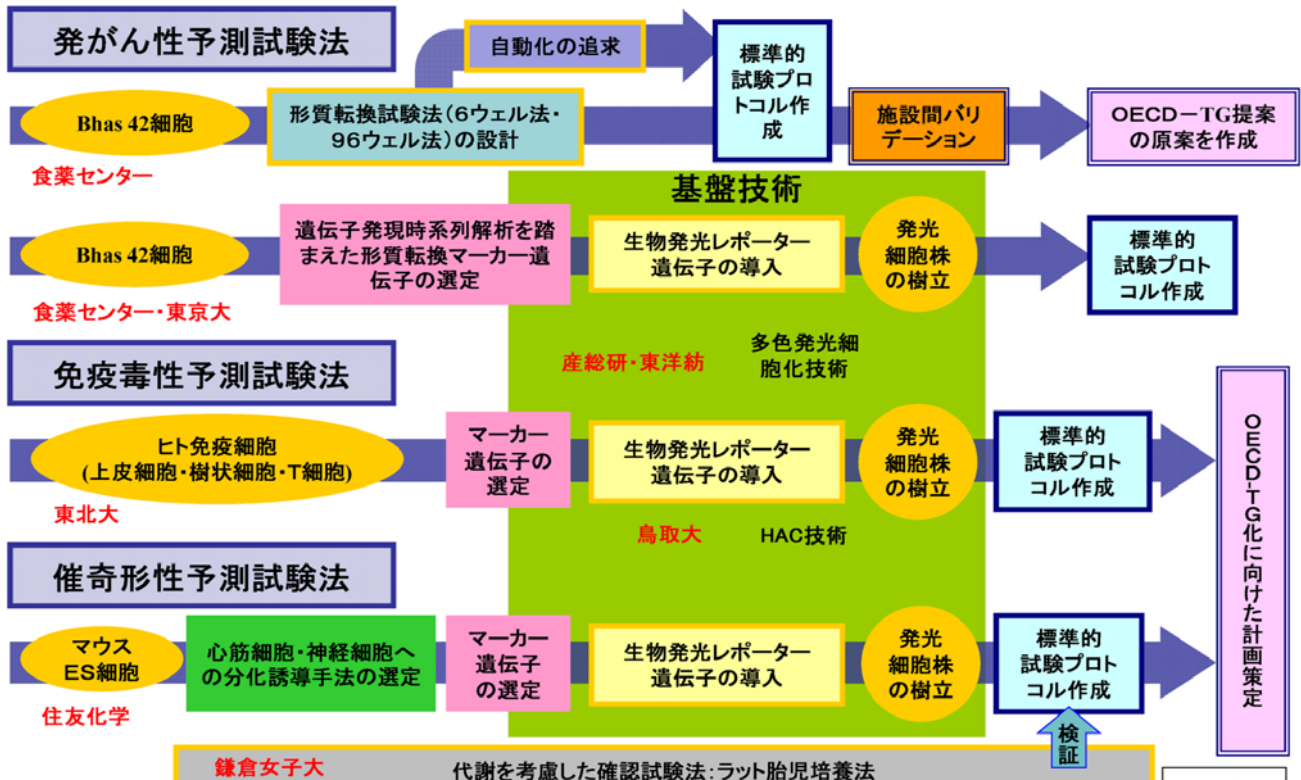 発がん性予測試験法
自動化の追求
標準的
試験プロ
トコル作
成
Bhas 42細胞
形質転換試験法(6ウェル法・
96ウェル法)の設計
施設間バリ
デーション
OECD－TG提案
の原案を作成
食薬センター
基盤技術
Bhas 42細胞
遺伝子発現時系列解析を踏
まえた形質転換マーカー遺
伝子の選定
生物発光レポーター
遺伝子の導入
発光
細胞株
の樹立
標準的
試験プロト
コル作成
食薬センター・東京大
産総研・東洋紡
多色発光細
胞化技術
免疫毒性予測試験法
ヒト免疫細胞
(上皮細胞・樹状細胞・T細胞)
マーカー
遺伝子の
選定
生物発光レポーター
遺伝子の導入
発光
細胞株
の樹立
標準的
試験プロト
コル作成
OECD-TG化に向けた計画策定
東北大
鳥取大
HAC技術
催奇形性予測試験法
マウス
ES細胞
心筋細胞・神経細胞へ
の分化誘導手法の選定
マーカー
遺伝子
の選定
生物発光レポーター
遺伝子の導入
発光
細胞株
の樹立
標準的
試験プロト
コル作成
住友化学
検証
鎌倉女子大
代謝を考慮した確認試験法:ラット胎児培養法